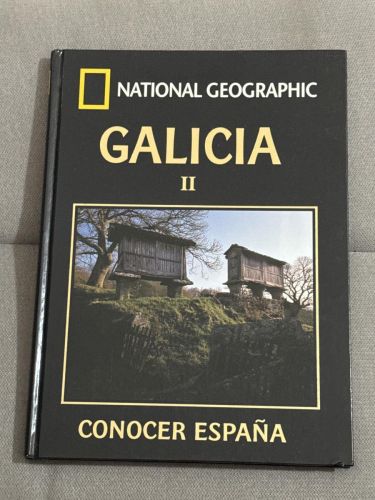 NATIONAL GEOGRAPHIC
GALICIA
II
CONOCER ESPAÑA